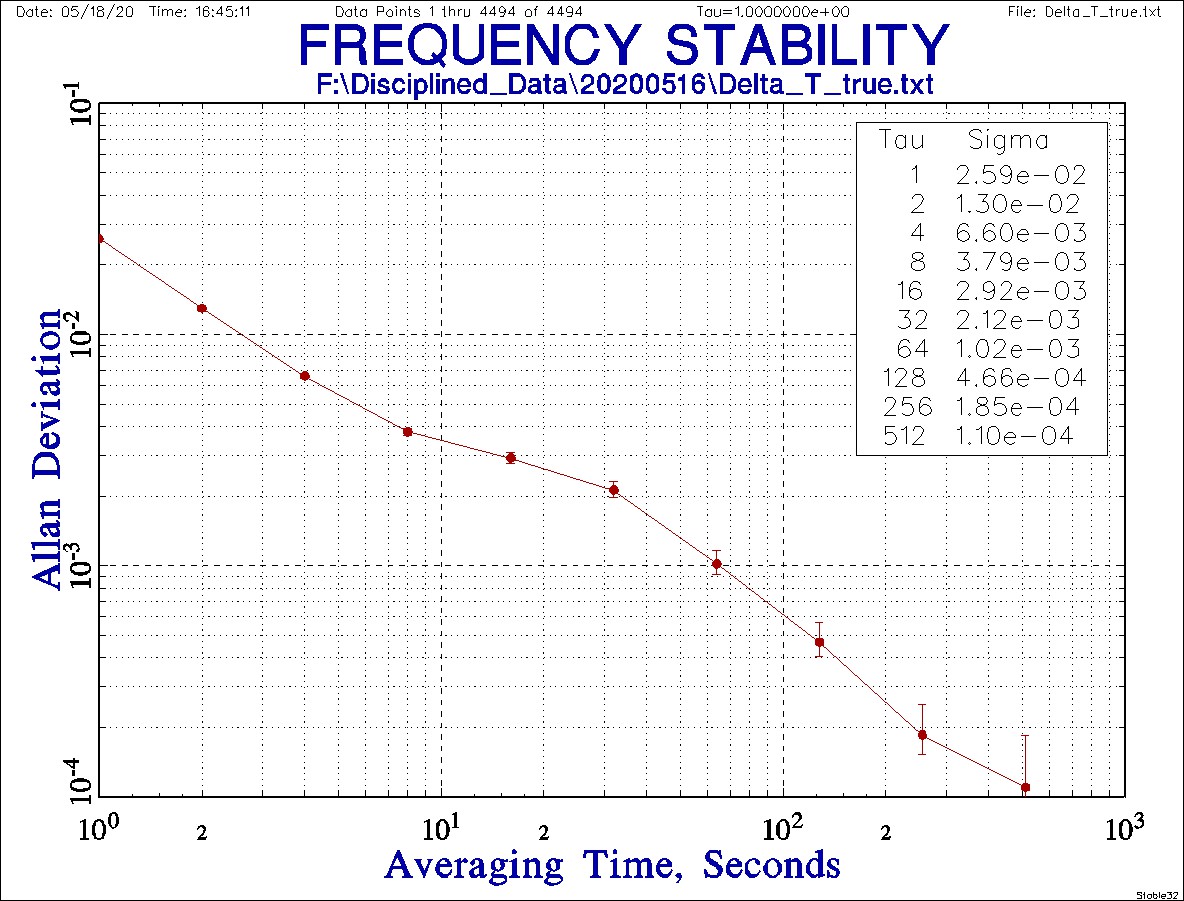 Date: 05/18/20 Time: 16:45:11 Data Points 1 thru 4494 of 4494 Tau=1.0000000e+00 File: Delta_T_true.txt
FREQUENCY STABILITY
F:\Disciplined_Data\20200516\Delta_T_true.txt
Tau Sigma
1 2.59e-02
2 1.30e-02
4 6.60e-03
8 3.79e-03
16 2.92e-03
32 2.12e-03
64 1.02e-03
128 4.66e-04
256 1.85e-04
512 1.10e-04
10-1
10-2
10-3
10-4
Allan Deviation
10⁰ 2 10¹ 2 10² 2 10³
Averaging Time, Seconds
Stable32